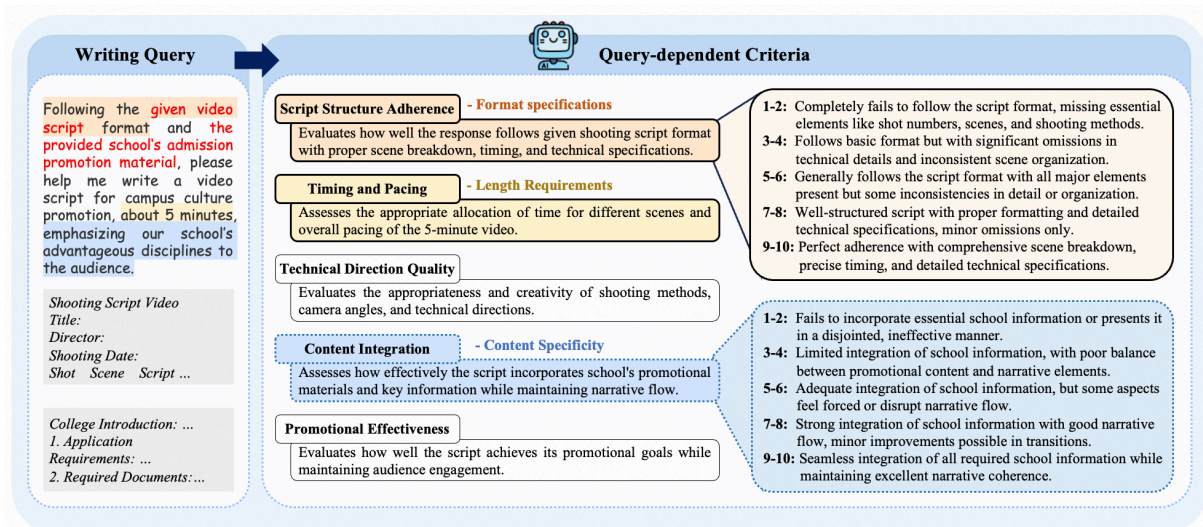 Writing Query
Query-dependent Criteria
AI
Following the given video
script format and the
provided school's admission
promotion material, please
help me write a video
script for campus culture
promotion, about 5 minutes,
emphasizing our school's
advantageous disciplines to
the audience.
Shooting Script Video
Title:
Director:
Shooting Date:
Shot Scene Script ...
College Introduction: ...
1. Application
Requirements: ...
2. Required Documents:...
Script Structure Adherence - Format specifications
Evaluates how well the response follows given shooting script format
with proper scene breakdown, timing, and technical specifications.
Timing and Pacing - Length Requirements
Assesses the appropriate allocation of time for different scenes and
overall pacing of the 5-minute video.
Technical Direction Quality
Evaluates the appropriateness and creativity of shooting methods,
camera angles, and technical directions.
Content Integration - Content Specificity
Assesses how effectively the script incorporates school's promotional
materials and key information while maintaining narrative flow.
Promotional Effectiveness
Evaluates how well the script achieves its promotional goals while
maintaining audience engagement.
1-2: Completely fails to follow the script format, missing essential
elements like shot numbers, scenes, and shooting methods.
3-4: Follows basic format but with significant omissions in
technical details and inconsistent scene organization.
5-6: Generally follows the script format with all major elements
present but some inconsistencies in detail or organization.
7-8: Well-structured script with proper formatting and detailed
technical specifications, minor omissions only.
9-10: Perfect adherence with comprehensive scene breakdown,
precise timing, and detailed technical specifications.
1-2: Fails to incorporate essential school information or presents it
in a disjointed, ineffective manner.
3-4: Limited integration of school information, with poor balance
between promotional content and narrative elements.
5-6: Adequate integration of school information, but some aspects
feel forced or disrupt narrative flow.
7-8: Strong integration of school information with good narrative
flow, minor improvements possible in transitions.
9-10: Seamless integration of all required school information while
maintaining excellent narrative coherence.